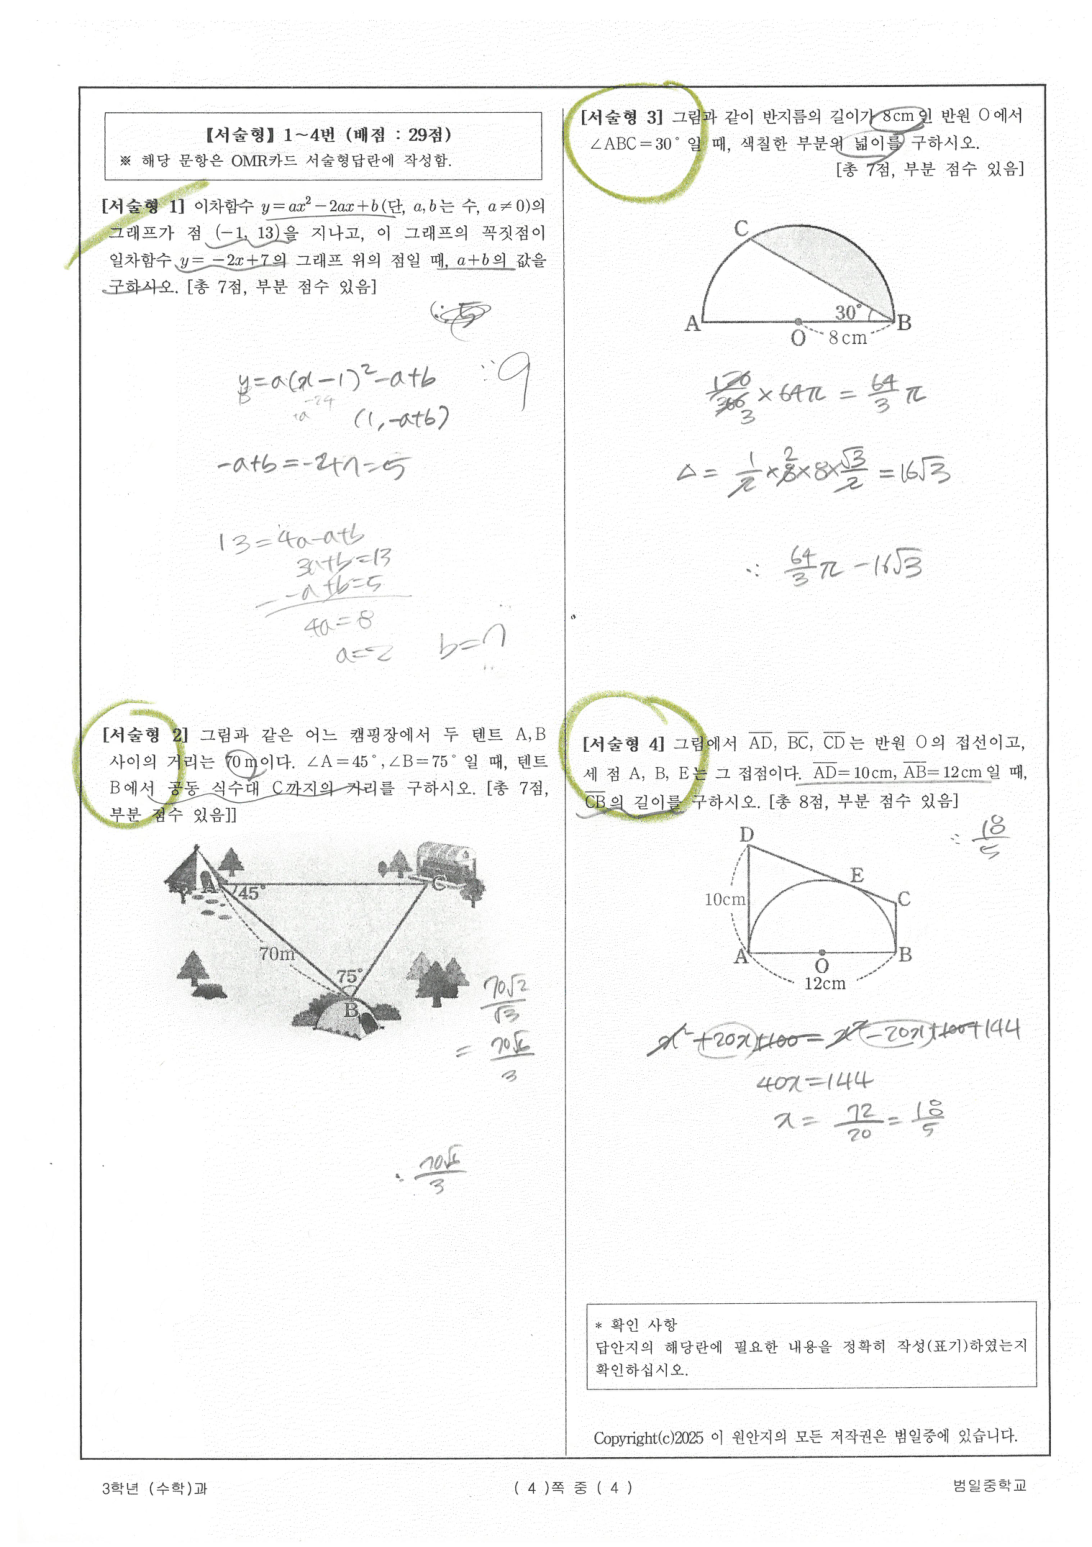 【서술형】 1～4번 (배점 : 29점)
※ 해당 문항은 OMR카드 서술형답란에 작성함.
[서술형 1] 이차함수 y=ax²-2ax+b(단, a, b는 수, a≠0)의
그래프가 점 (-1, 13)을 지나고, 이 그래프의 꼭짓점이
일차함수 y=-2x+7의 그래프 위의 점일 때, a+b의 값을
구하시오. [총 7점, 부분 점수 있음]
y=a(x-1)²-a+b
∵ 9
(1, -a+b)
-a+b=-2+7=5
13=4a-a+b
3a+b=13
-a+b=5
4a=8
a=2
b=7
[서술형 2] 그림과 같은 어느 캠핑장에서 두 텐트 A, B
사이의 거리는 70m이다. ∠A=45°, ∠B=75° 일 때, 텐트
B에서 공동 식수대 C까지의 거리를 구하시오. [총 7점,
부분 점수 있음]]
A
45°
C
70m
75°
B
70√2/√3
= 70√6/3
∴ 70√6/3
[서술형 3] 그림과 같이 반지름의 길이가 8cm인 반원 O에서
∠ABC=30° 일 때, 색칠한 부분의 넓이를 구하시오.
[총 7점, 부분 점수 있음]
C
30°
A
B
O
8cm
120/360 3 ×64π = 64/3 π
△= 1/2 × 8 2 ×8× √3/2 =16√3
∵ 64/3 π -16√3
[서술형 4] 그림에서 AD, BC, CD는 반원 O의 접선이고,
세 점 A, B, E는 그 접점이다. AD=10cm, AB=12cm일 때,
CB의 길이를 구하시오. [총 8점, 부분 점수 있음]
∴ 18/5
D
E
10cm
C
A
O
B
12cm
x²+20x+100=x²-20x+100+144
40x=144
x= 72/20 = 18/5
* 확인 사항
답안지의 해당란에 필요한 내용을 정확히 작성(표기)하였는지
확인하십시오.
Copyright(c)2025 이 원안지의 모든 저작권은 범일중에 있습니다.
3학년 (수학)과
( 4 )쪽 중 ( 4 )
범일중학교